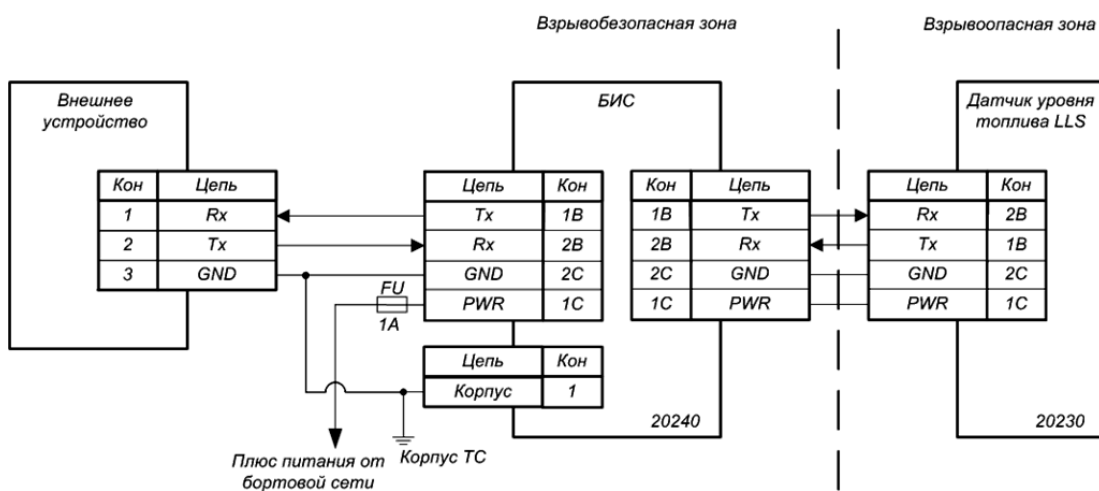 Взрывобезопасная зона
Взрывоопасная зона
Внешнее
устройство
БИС
Датчик уровня
топлива LLS
Кон Цепь
1 Rx
2 Tx
3 GND
Цепь Кон
Tx 1B
Rx 2B
GND 2C
PWR 1C
Кон Цепь
1B Tx
2B Rx
2C GND
1C PWR
Цепь Кон
Rx 2B
Tx 1B
GND 2C
PWR 1C
FU
1A
Цепь Кон
Корпус 1
20240
20230
Корпус ТС
Плюс питания от
бортовой сети